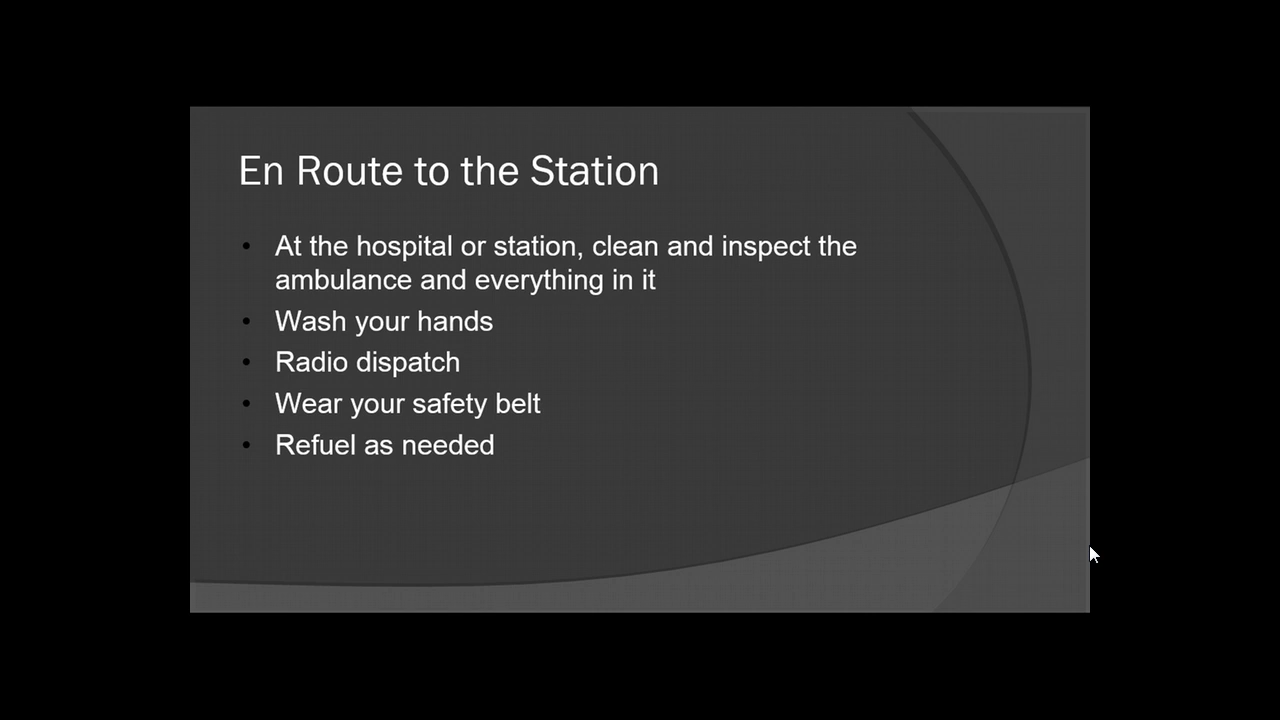 En Route to the Station
• At the hospital or station, clean and inspect the
ambulance and everything in it
• Wash your hands
• Radio dispatch
• Wear your safety belt
• Refuel as needed